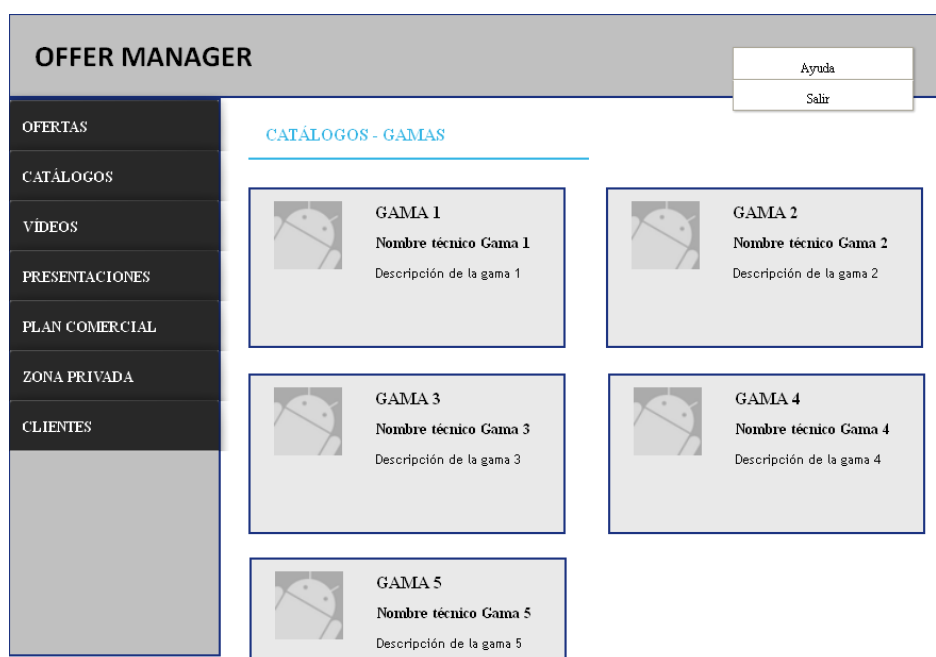 OFFER MANAGER
Ayuda
Salir
OFERTAS
CATÁLOGOS
VÍDEOS
PRESENTACIONES
PLAN COMERCIAL
ZONA PRIVADA
CLIENTES
CATÁLOGOS - GAMAS
GAMA 1
Nombre técnico Gama 1
Descripción de la gama 1
GAMA 2
Nombre técnico Gama 2
Descripción de la gama 2
GAMA 3
Nombre técnico Gama 3
Descripción de la gama 3
GAMA 4
Nombre técnico Gama 4
Descripción de la gama 4
GAMA 5
Nombre técnico Gama 5
Descripción de la gama 5